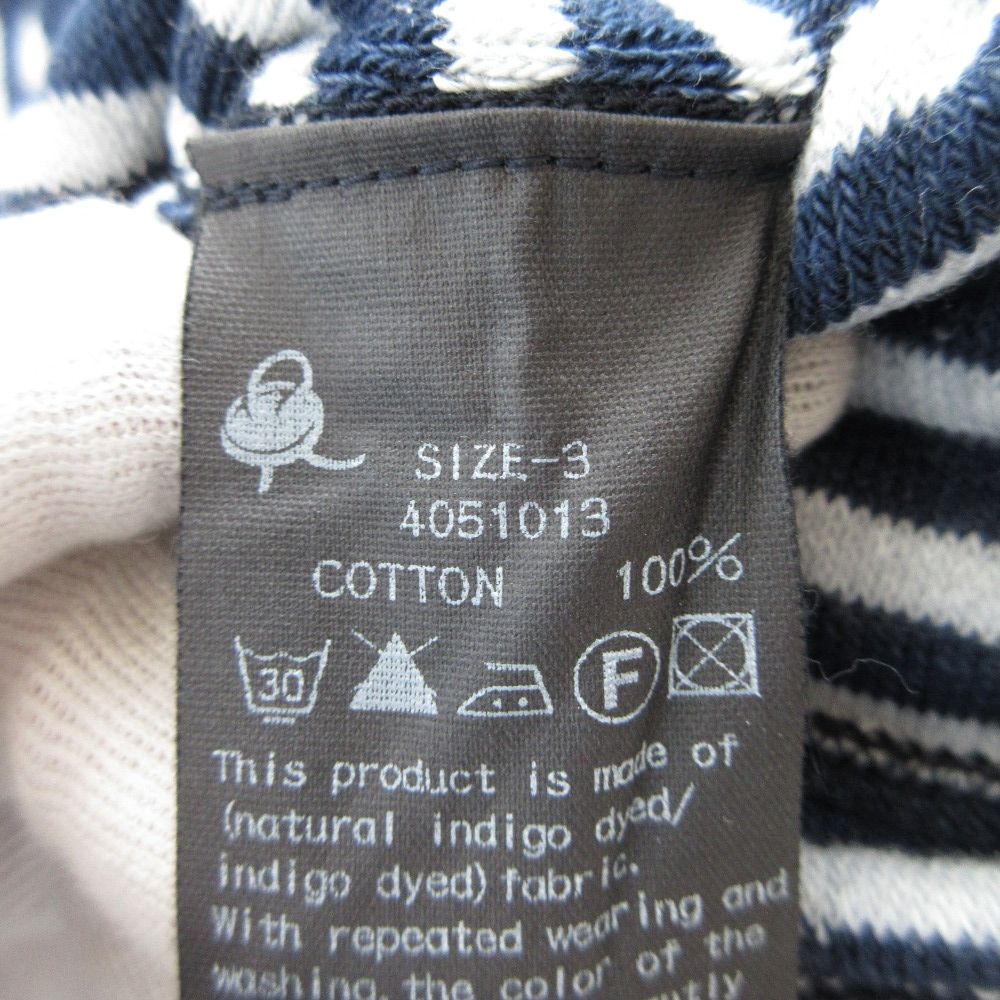 SIZE-3
4051013
COTTON 100%
30 F
This product is made of
(natural indigo dyed/
indigo dyed) fabric.
With repeated wearing and
washing, the color of the